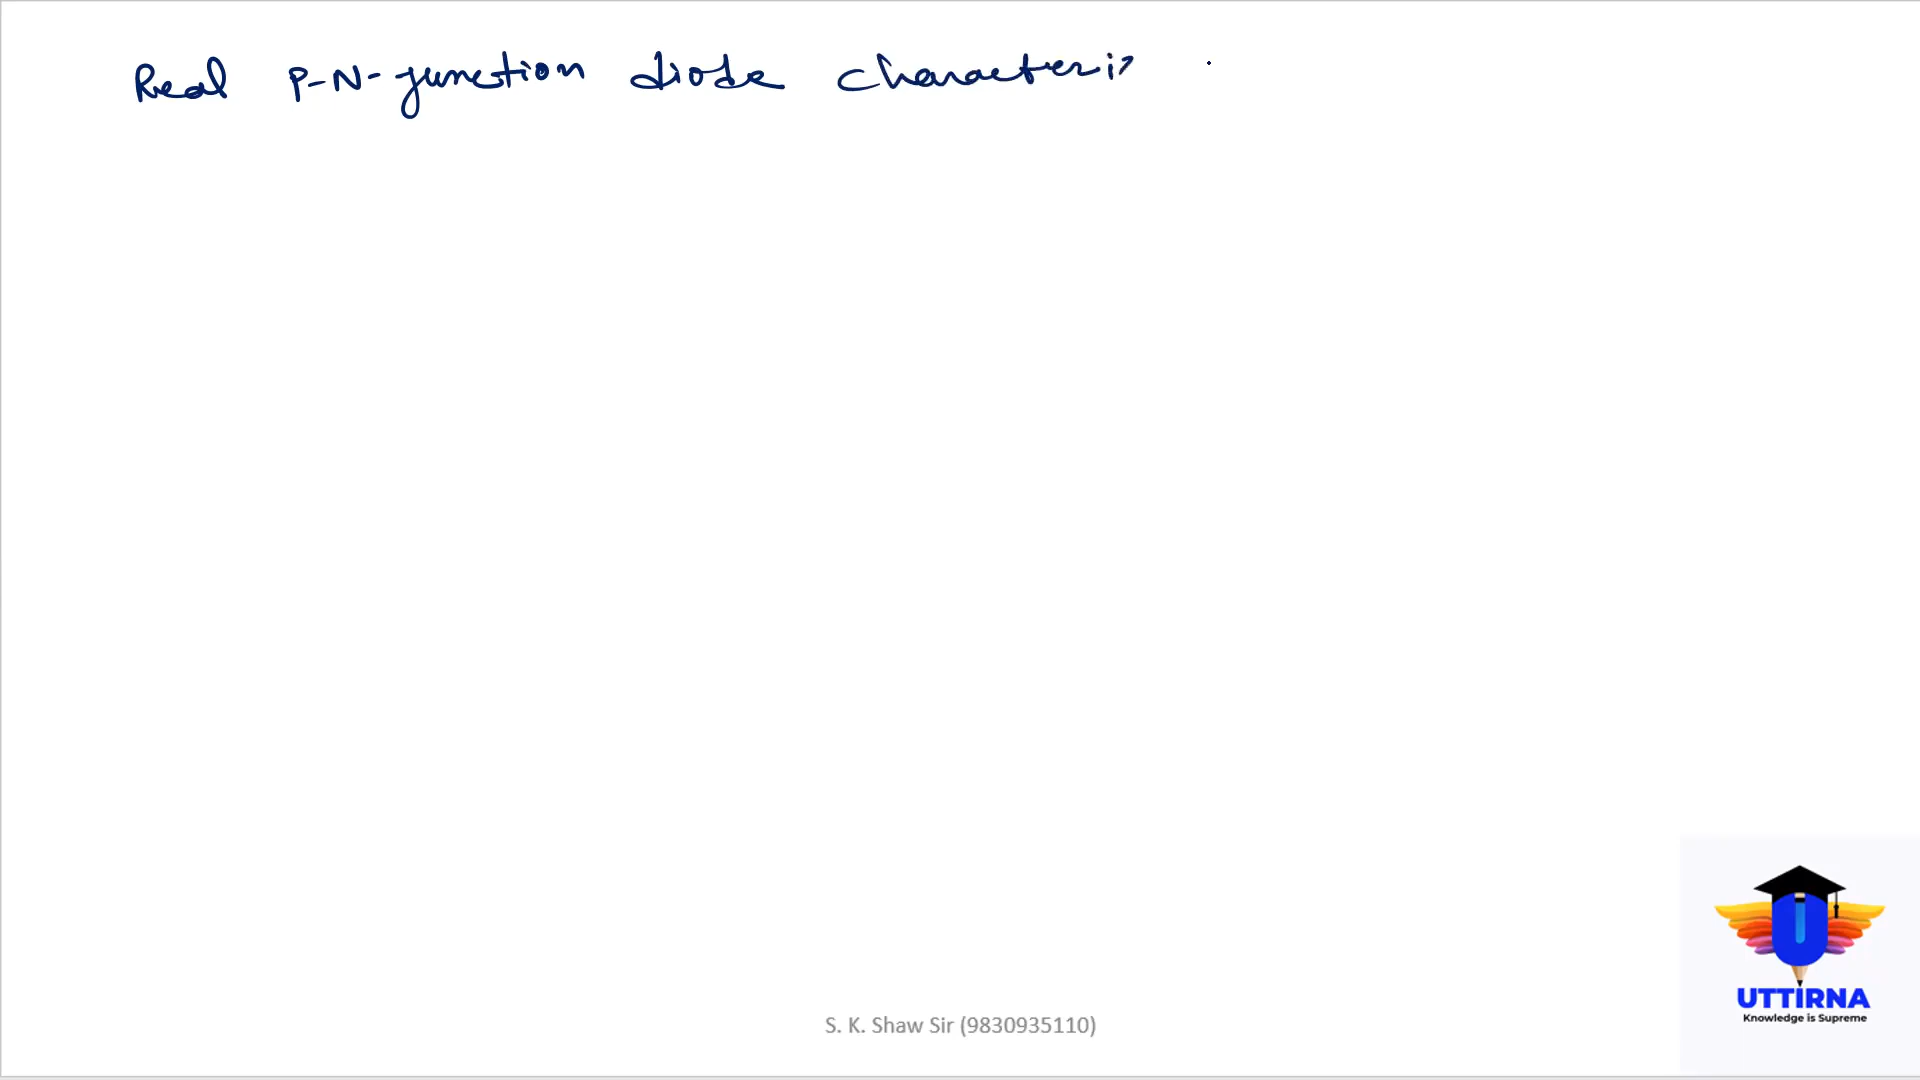 Real P-N-junction diode characteris
S. K. Shaw Sir (9830935110)
UTTIRNA
Knowledge is Supreme